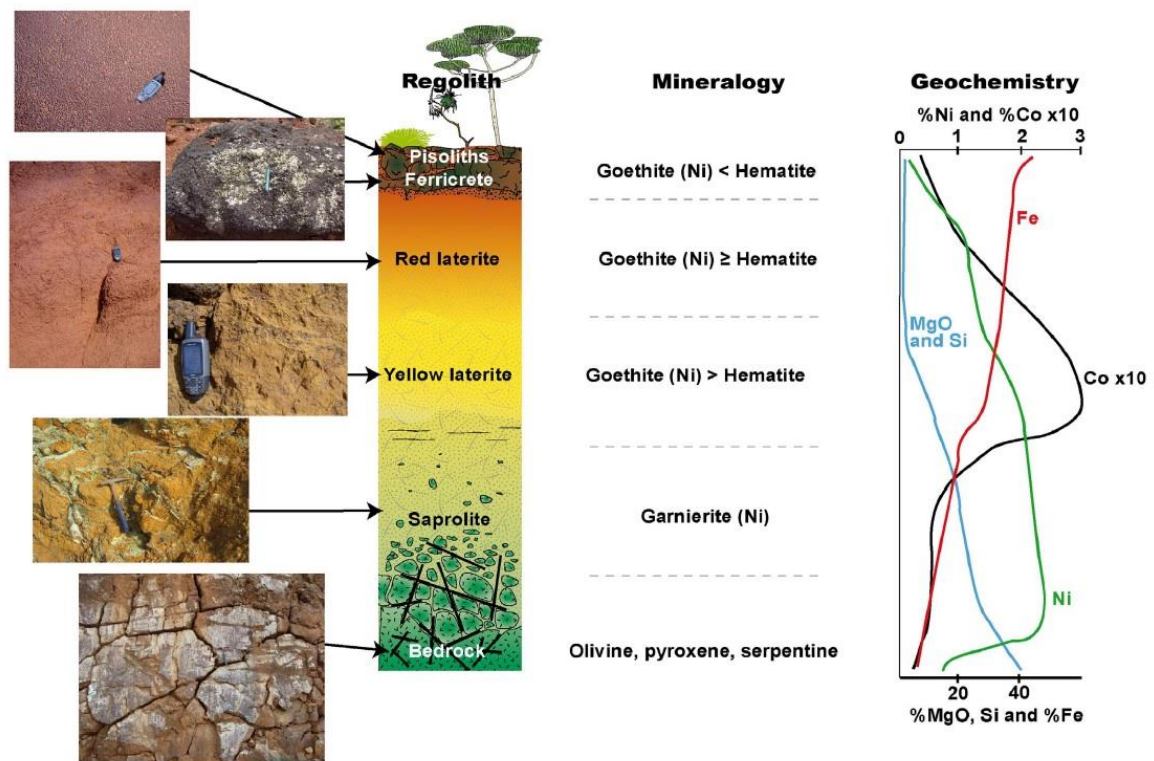 Regolith
Mineralogy
Geochemistry
%Ni and %Co x10
0 1 2 3
Pisoliths
Ferricrete
Goethite (Ni) < Hematite
Fe
Red laterite
Goethite (Ni) ≥ Hematite
MgO
and Si
Yellow laterite
Goethite (Ni) > Hematite
Co x10
Saprolite
Garnierite (Ni)
Ni
Bedrock
Olivine, pyroxene, serpentine
20 40
%MgO, Si and %Fe